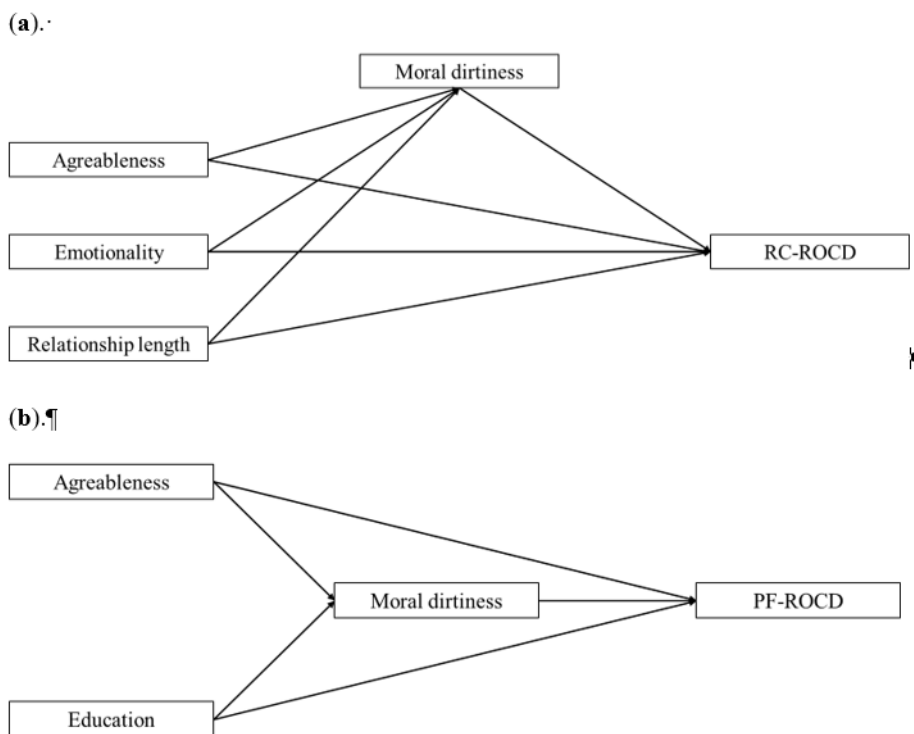 (a).·
Moral dirtiness
Agreableness
Emotionality
RC-ROCD
Relationship length
(b).¶
Agreableness
Moral dirtiness
PF-ROCD
Education